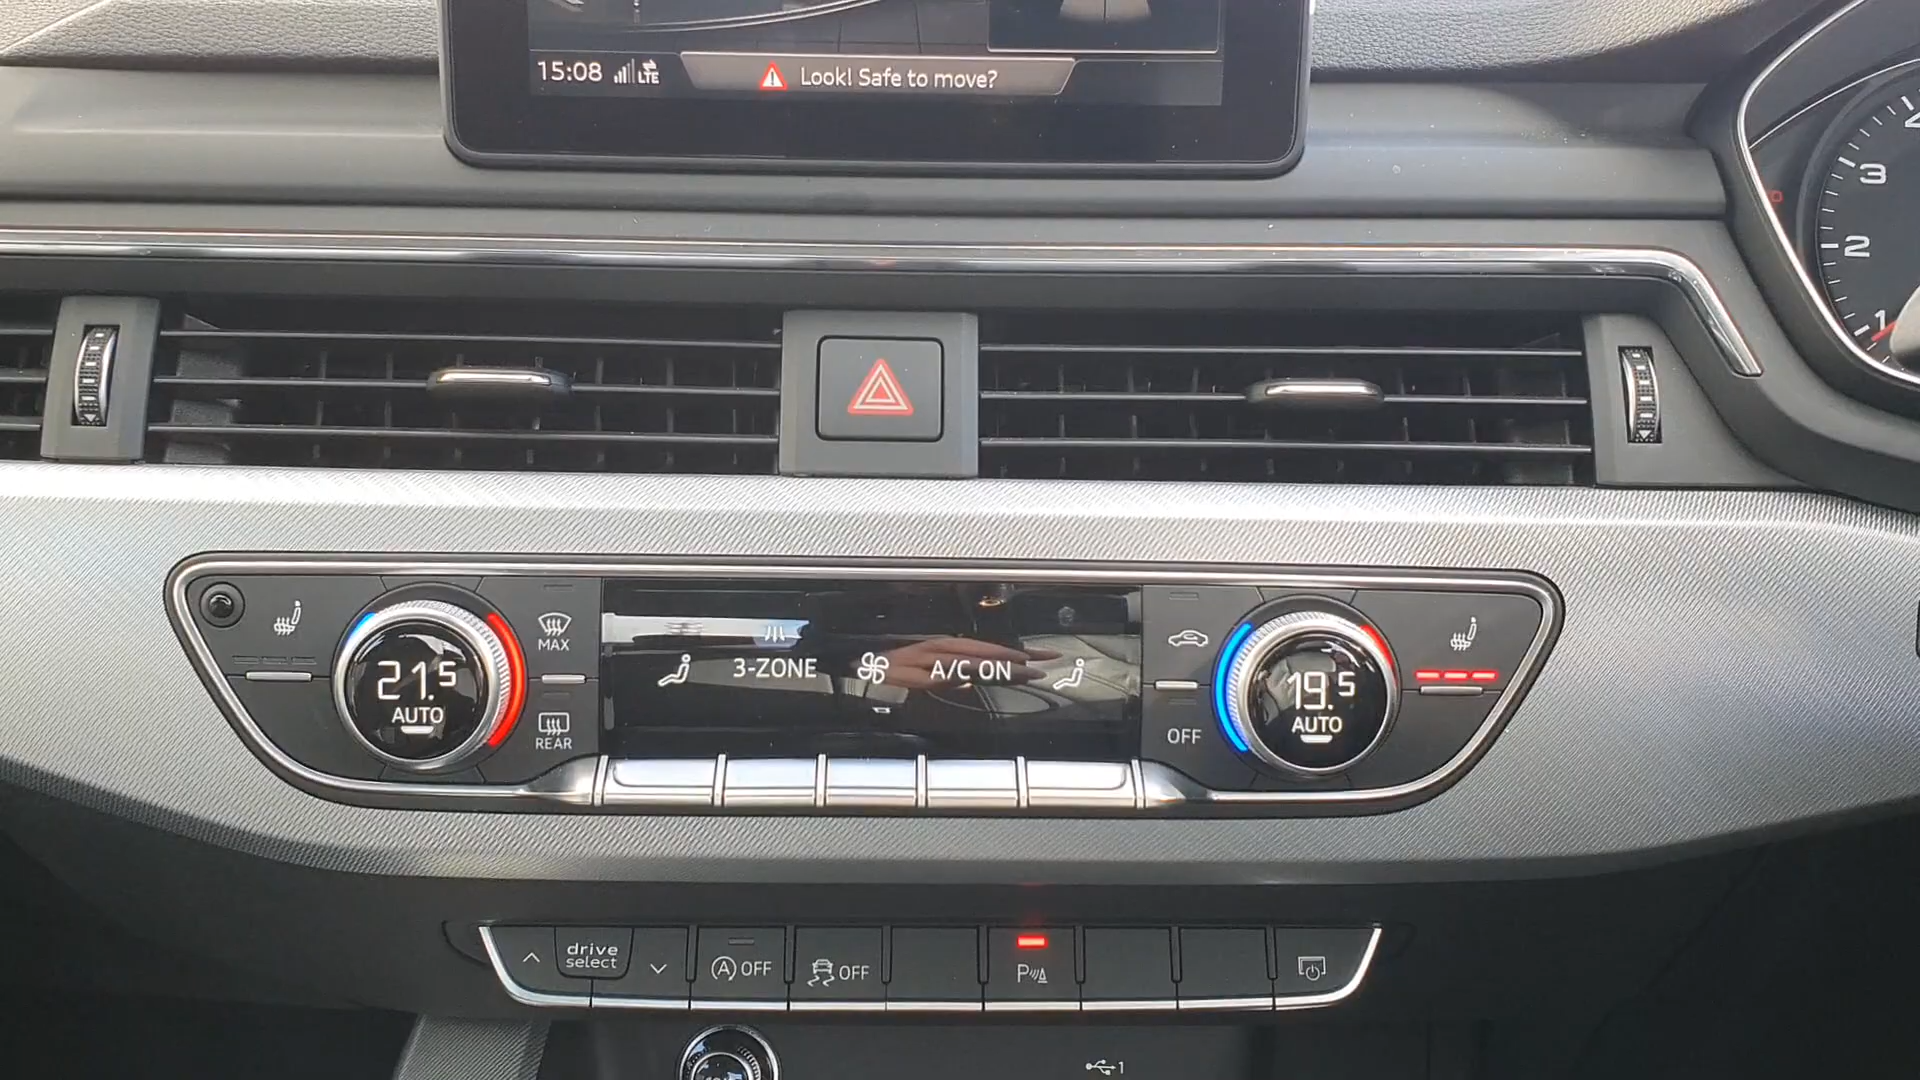 15:08 LTE
Look! Safe to move?
3
2
1
21.5
AUTO
MAX
REAR
3-ZONE
A/C ON
OFF
19.5
AUTO
drive
select
A OFF
OFF
P
1